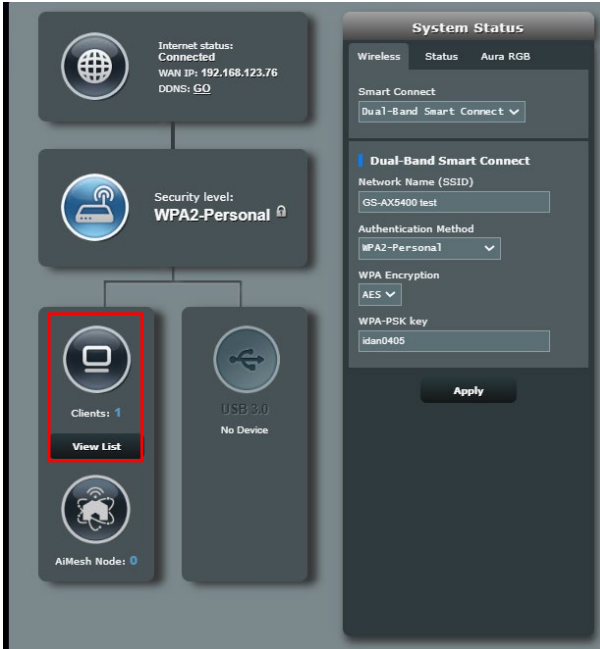 Internet status:
Connected
WAN IP: 192.168.123.76
DDNS: GO
Security level:
WPA2-Personal
Clients: 1
View List
AiMesh Node: 0
USB 3.0
No Device
System Status
Wireless Status Aura RGB
Smart Connect
Dual-Band Smart Connect
Dual-Band Smart Connect
Network Name (SSID)
GS-AX5400 test
Authentication Method
WPA2-Personal
WPA Encryption
AES
WPA-PSK key
idan0405
Apply